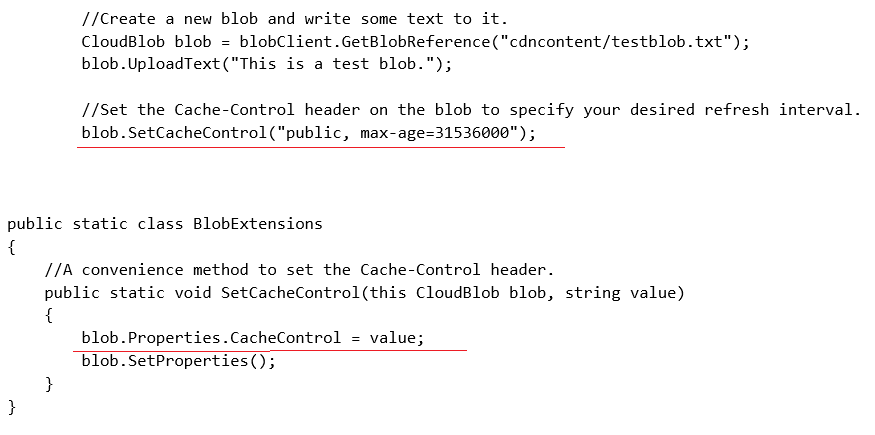 //Create a new blob and write some text to it.
CloudBlob blob = blobClient.GetBlobReference("cdncontent/testblob.txt");
blob.UploadText("This is a test blob.");
//Set the Cache-Control header on the blob to specify your desired refresh interval.
blob.SetCacheControl("public, max-age=31536000");
public static class BlobExtensions
{
//A convenience method to set the Cache-Control header.
public static void SetCacheControl(this CloudBlob blob, string value)
{
blob.Properties.CacheControl = value;
blob.SetProperties();
}
}